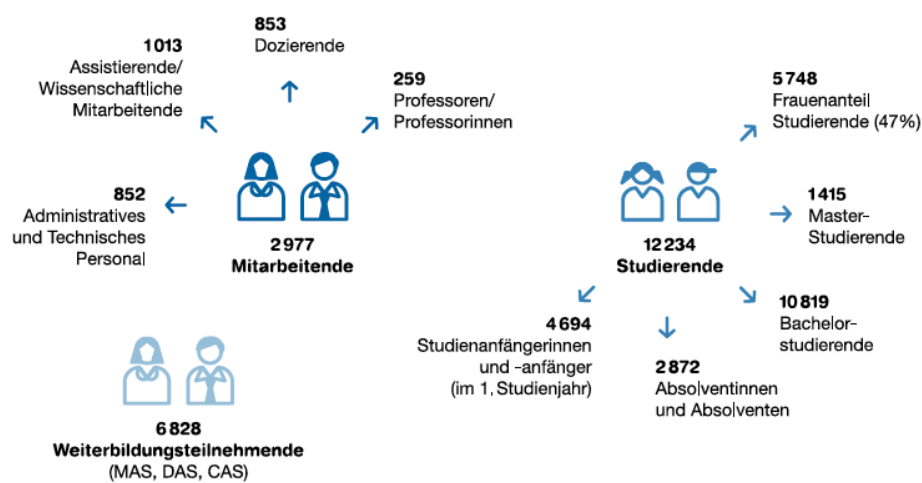 853
Dozierende
1013
Assistierende/
Wissenschaftliche
Mitarbeitende
259
Professoren/
Professorinnen
852
Administratives
und Technisches
Personal
2977
Mitarbeitende
5748
Frauenanteil
Studierende (47%)
1415
Master-
Studierende
12234
Studierende
10819
Bachelor-
studierende
4694
Studienanfängerinnen
und -anfänger
(im 1. Studienjahr)
2872
Absolventinnen
und Absolventen
6828
Weiterbildungsteilnehmende
(MAS, DAS, CAS)